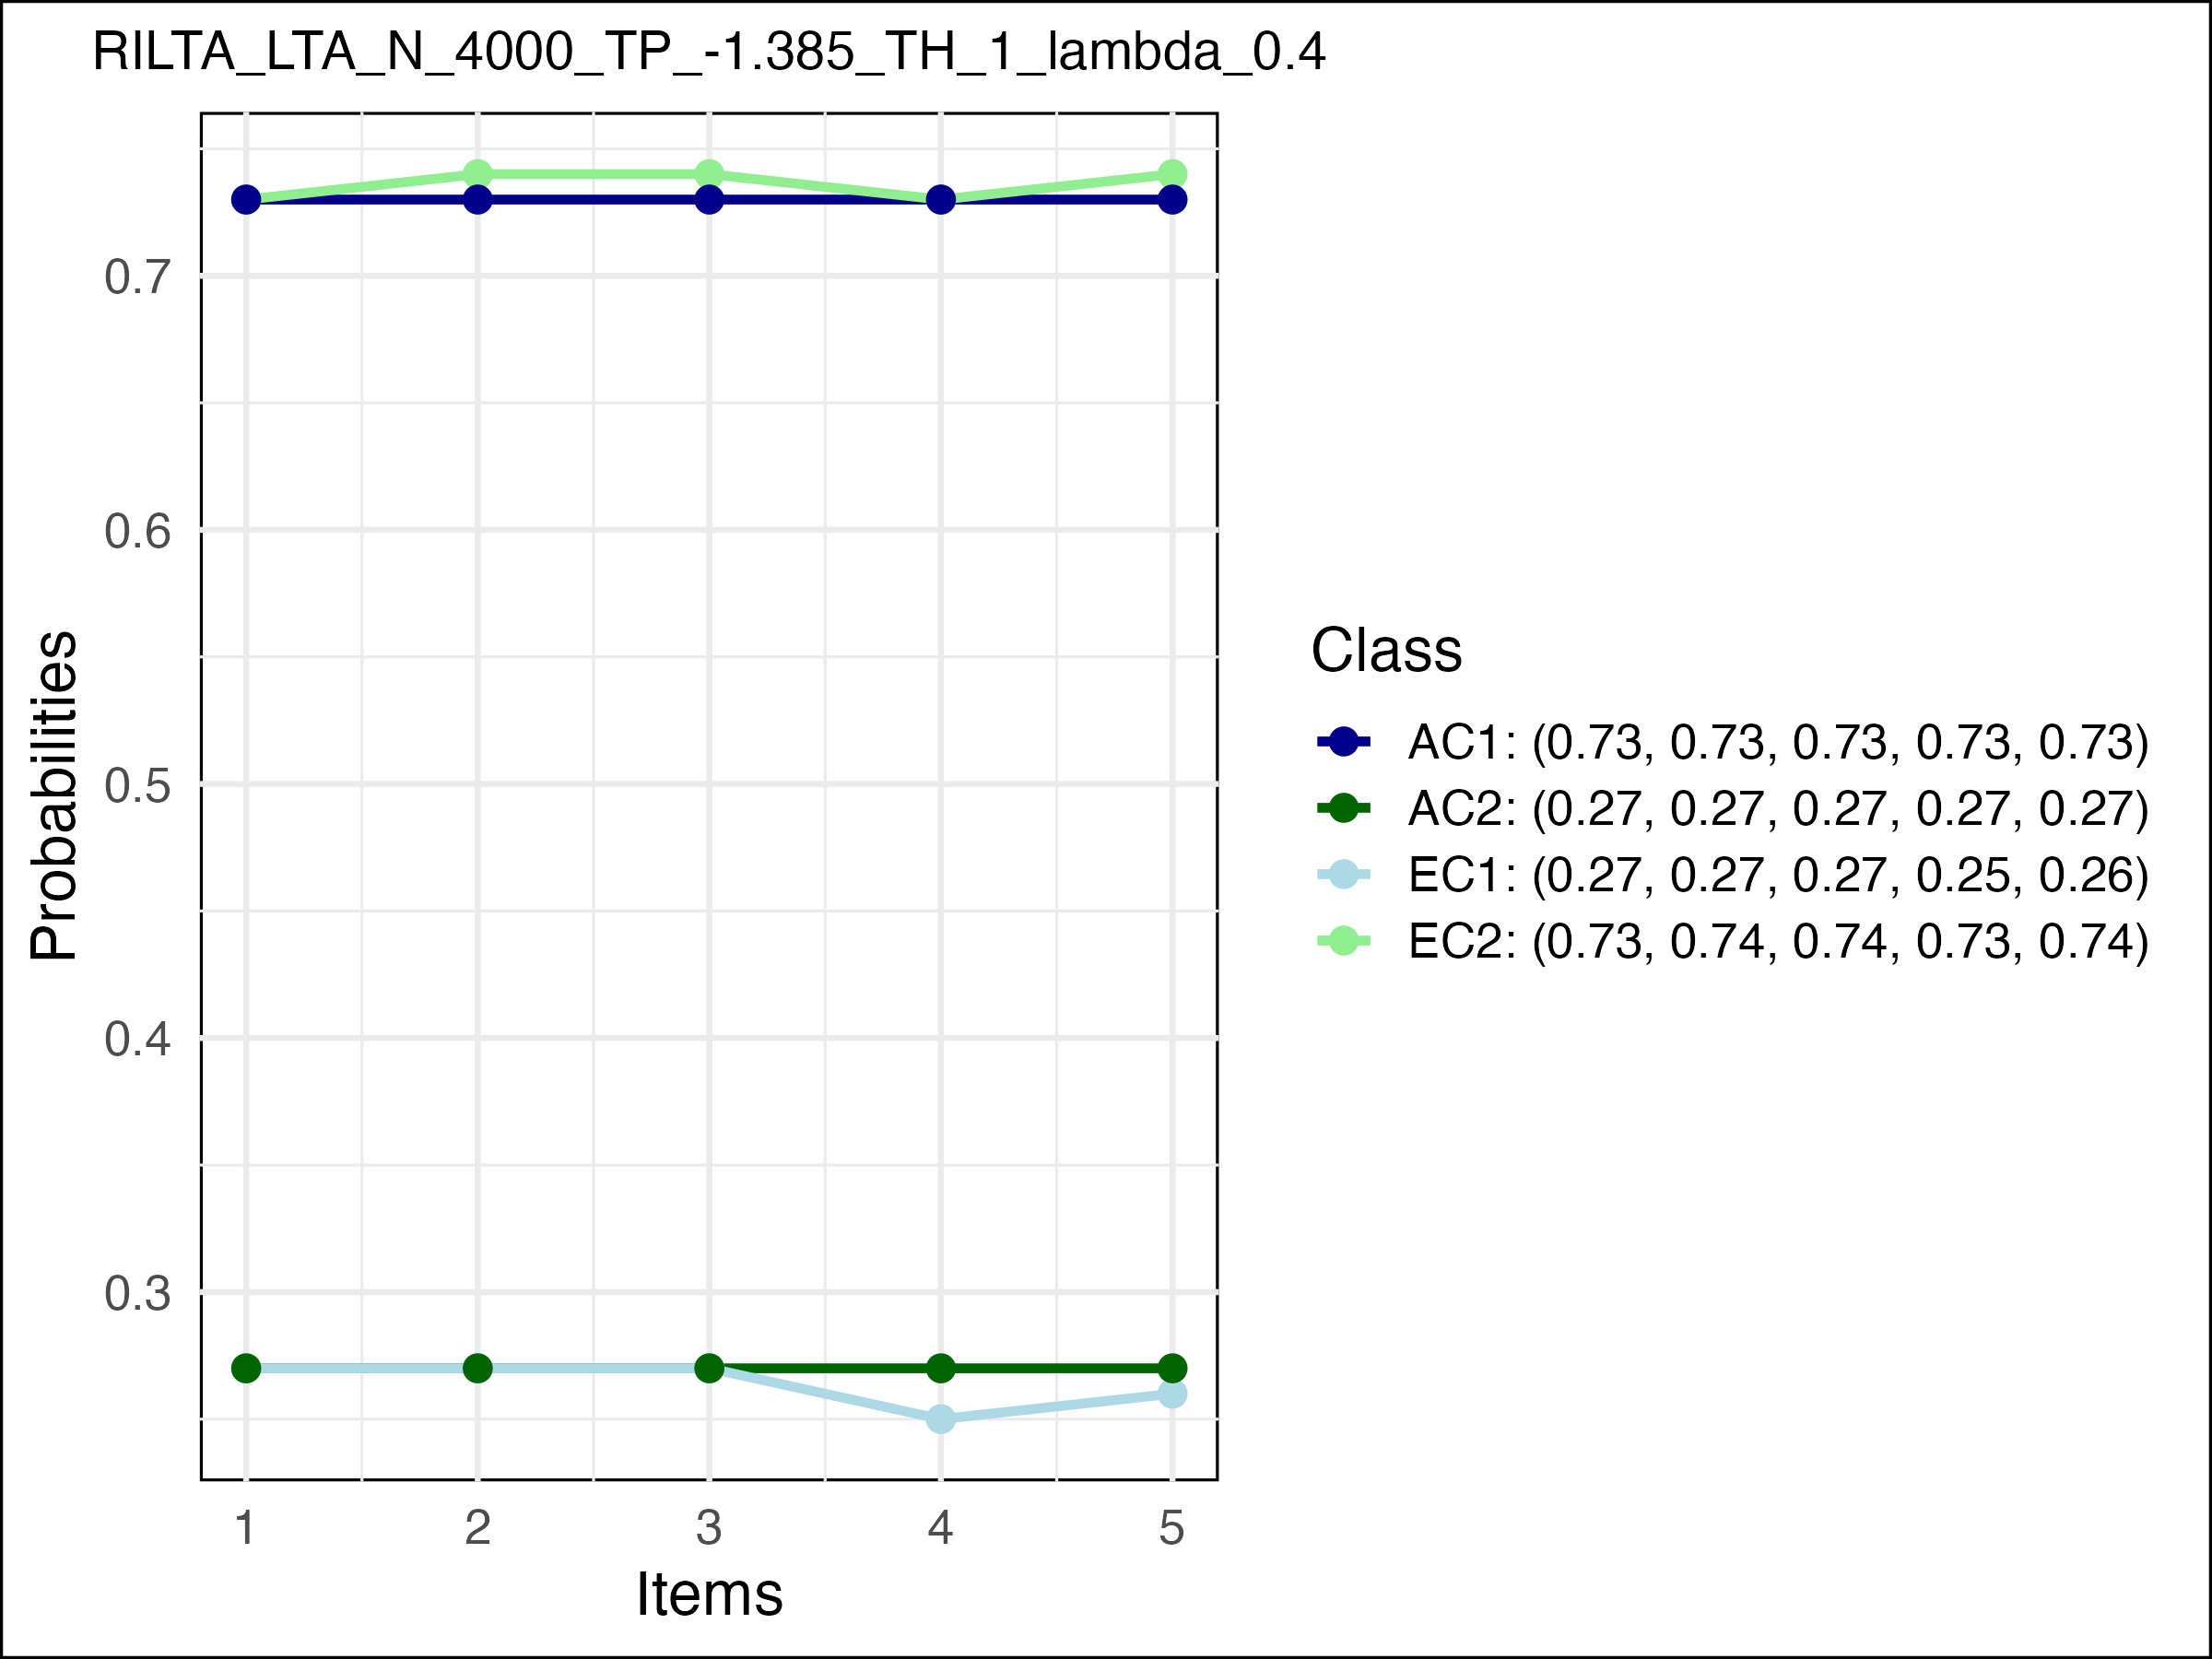 RILTA_LTA_N_4000_TP_-1.385_TH_1_lambda_0.4
Probabilities
0.7
0.6
0.5
0.4
0.3
1 2 3 4 5
Items
Class
AC1: (0.73, 0.73, 0.73, 0.73, 0.73)
AC2: (0.27, 0.27, 0.27, 0.27, 0.27)
EC1: (0.27, 0.27, 0.27, 0.25, 0.26)
EC2: (0.73, 0.74, 0.74, 0.73, 0.74)